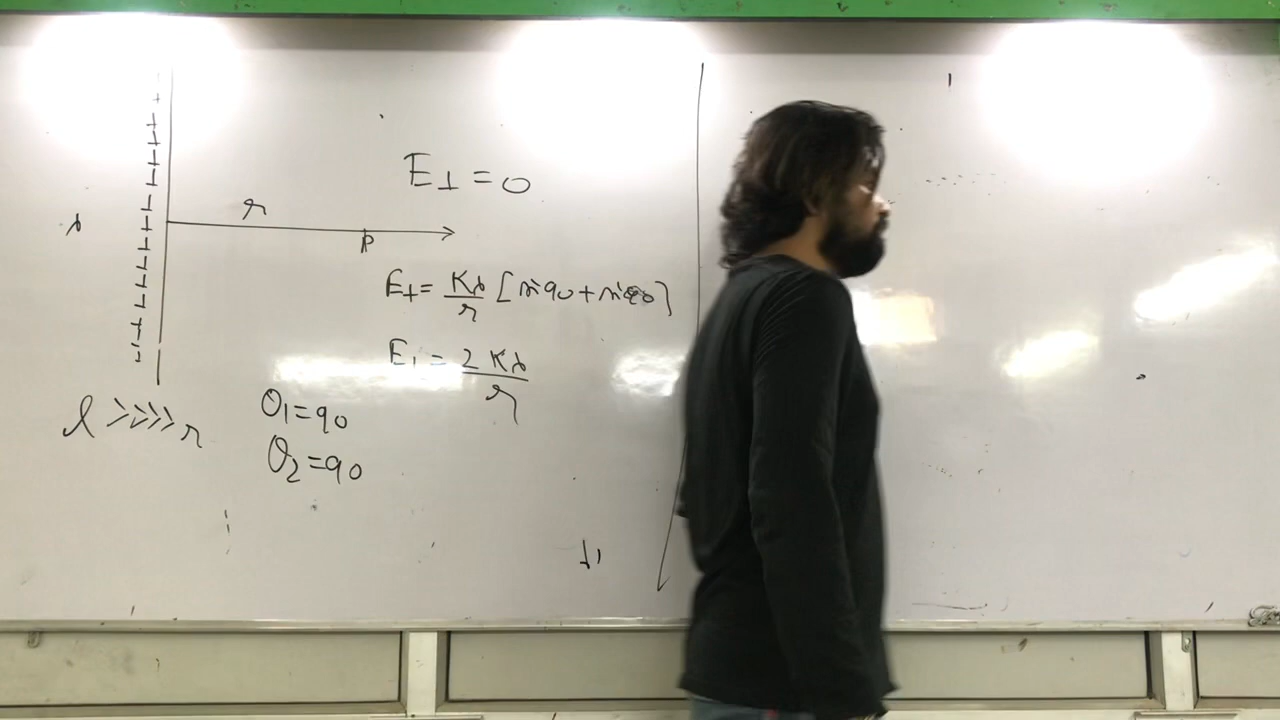 E⊥ = 0
r
λ
P
E⊥ = Kλ/r [sin90 + sin90]
E⊥ = 2Kλ/r
l >>>> r
θ1 = 90
θ2 = 90